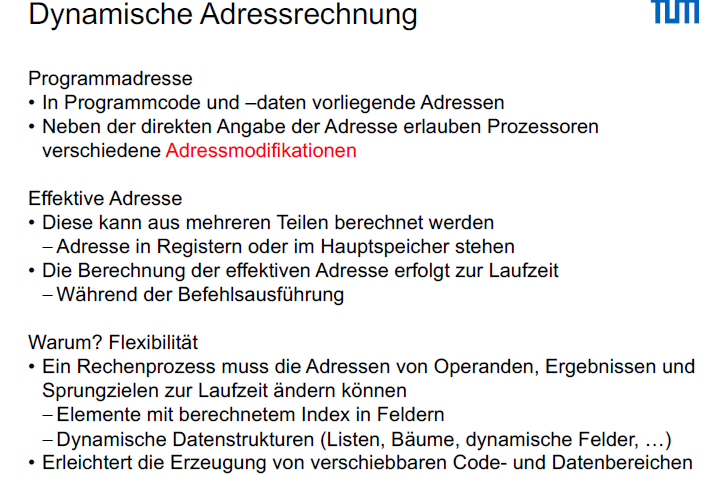 Dynamische Adressrechnung
TUM
Programmadresse
• In Programmcode und –daten vorliegende Adressen
• Neben der direkten Angabe der Adresse erlauben Prozessoren
verschiedene Adressmodifikationen
Effektive Adresse
• Diese kann aus mehreren Teilen berechnet werden
– Adresse in Registern oder im Hauptspeicher stehen
• Die Berechnung der effektiven Adresse erfolgt zur Laufzeit
– Während der Befehlsausführung
Warum? Flexibilität
• Ein Rechenprozess muss die Adressen von Operanden, Ergebnissen und
Sprungzielen zur Laufzeit ändern können
– Elemente mit berechnetem Index in Feldern
– Dynamische Datenstrukturen (Listen, Bäume, dynamische Felder, …)
• Erleichtert die Erzeugung von verschiebbaren Code- und Datenbereichen